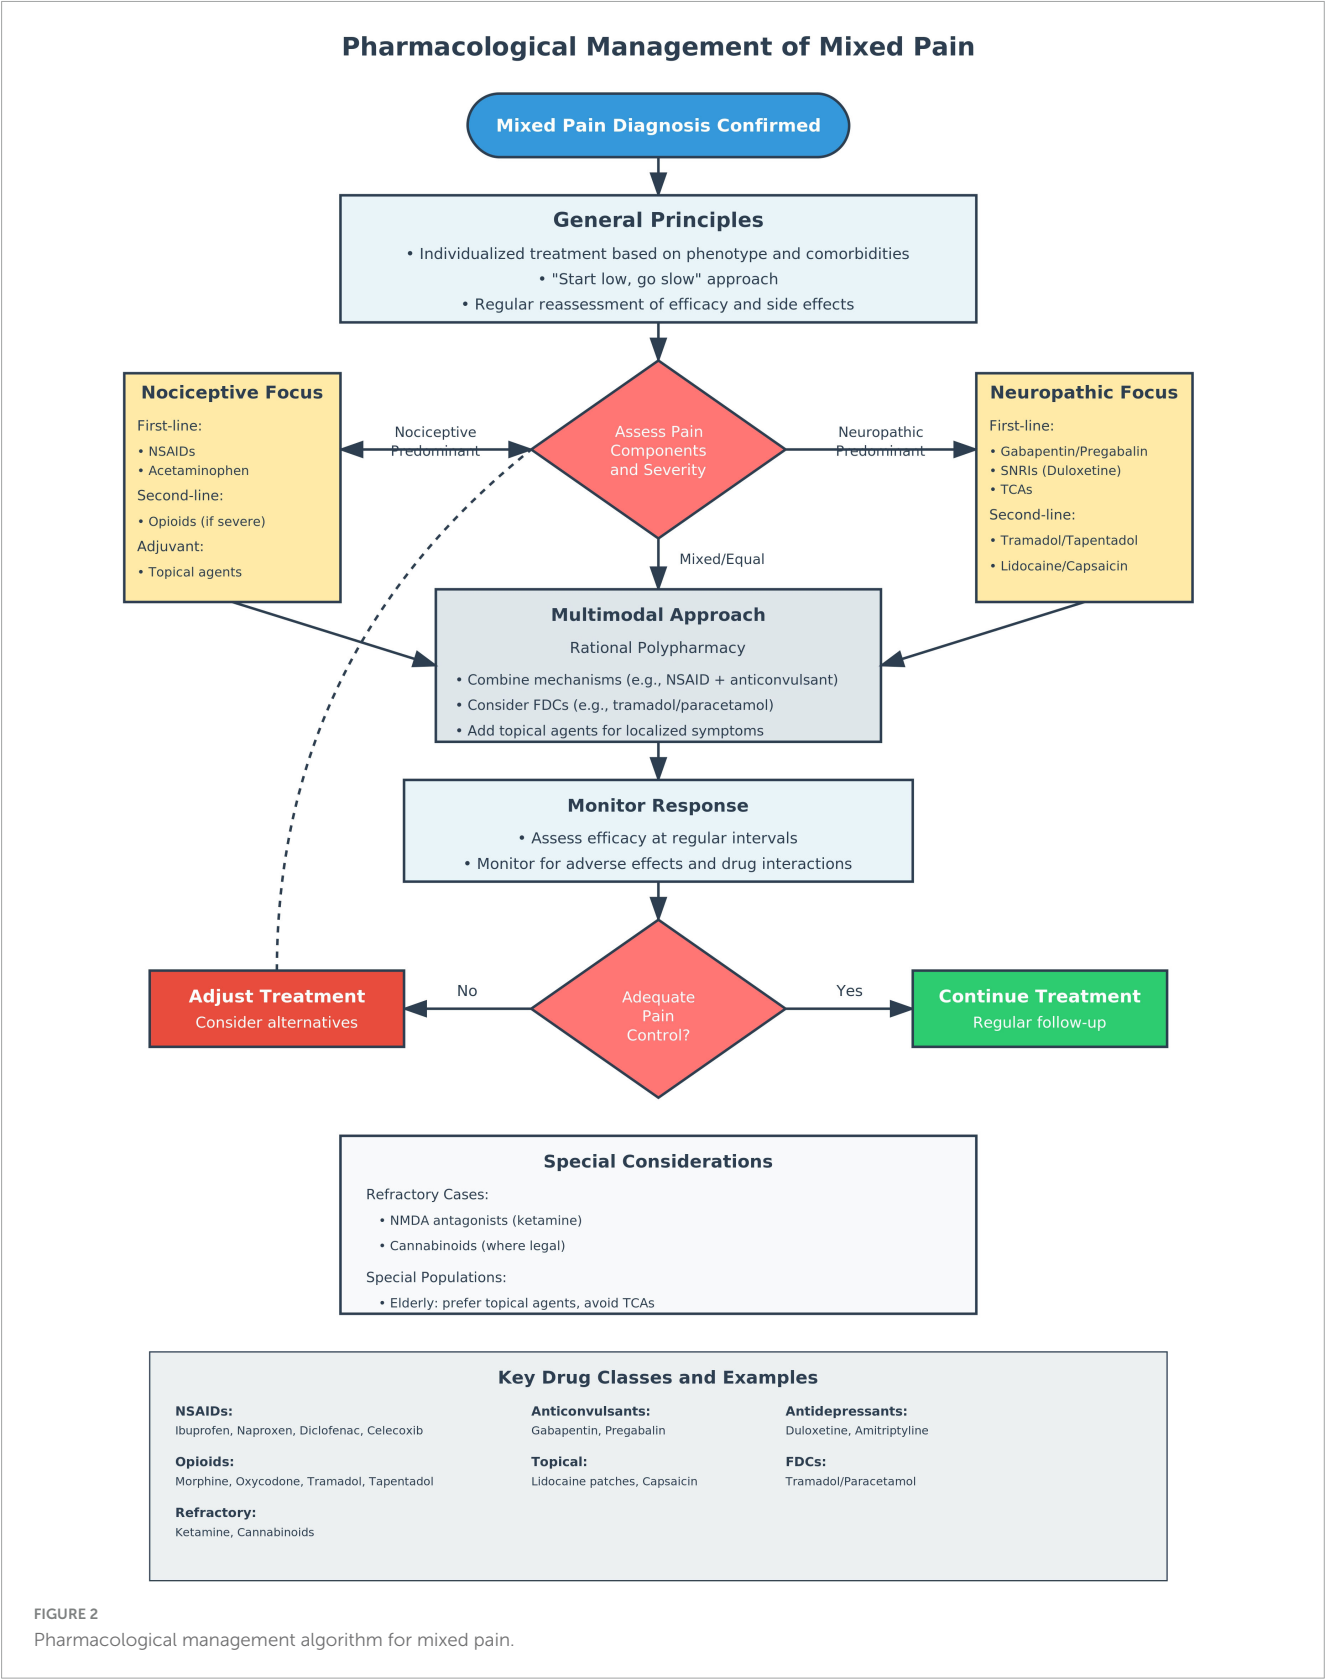 Pharmacological Management of Mixed Pain
Mixed Pain Diagnosis Confirmed
General Principles
• Individualized treatment based on phenotype and comorbidities
• "Start low, go slow" approach
• Regular reassessment of efficacy and side effects
Nociceptive Focus
First-line:
• NSAIDs
• Acetaminophen
Second-line:
• Opioids (if severe)
Adjuvant:
• Topical agents
Nociceptive
Predominant
Assess Pain
Components
and Severity
Neuropathic
Predominant
Neuropathic Focus
First-line:
• Gabapentin/Pregabalin
• SNRIs (Duloxetine)
• TCAs
Second-line:
• Tramadol/Tapentadol
• Lidocaine/Capsaicin
Mixed/Equal
Multimodal Approach
Rational Polypharmacy
• Combine mechanisms (e.g., NSAID + anticonvulsant)
• Consider FDCs (e.g., tramadol/paracetamol)
• Add topical agents for localized symptoms
Monitor Response
• Assess efficacy at regular intervals
• Monitor for adverse effects and drug interactions
Adjust Treatment
Consider alternatives
No
Adequate
Pain
Control?
Yes
Continue Treatment
Regular follow-up
Special Considerations
Refractory Cases:
• NMDA antagonists (ketamine)
• Cannabinoids (where legal)
Special Populations:
• Elderly: prefer topical agents, avoid TCAs
Key Drug Classes and Examples
NSAIDs:
Ibuprofen, Naproxen, Diclofenac, Celecoxib
Anticonvulsants:
Gabapentin, Pregabalin
Antidepressants:
Duloxetine, Amitriptyline
Opioids:
Morphine, Oxycodone, Tramadol, Tapentadol
Topical:
Lidocaine patches, Capsaicin
FDCs:
Tramadol/Paracetamol
Refractory:
Ketamine, Cannabinoids
FIGURE 2
Pharmacological management algorithm for mixed pain.